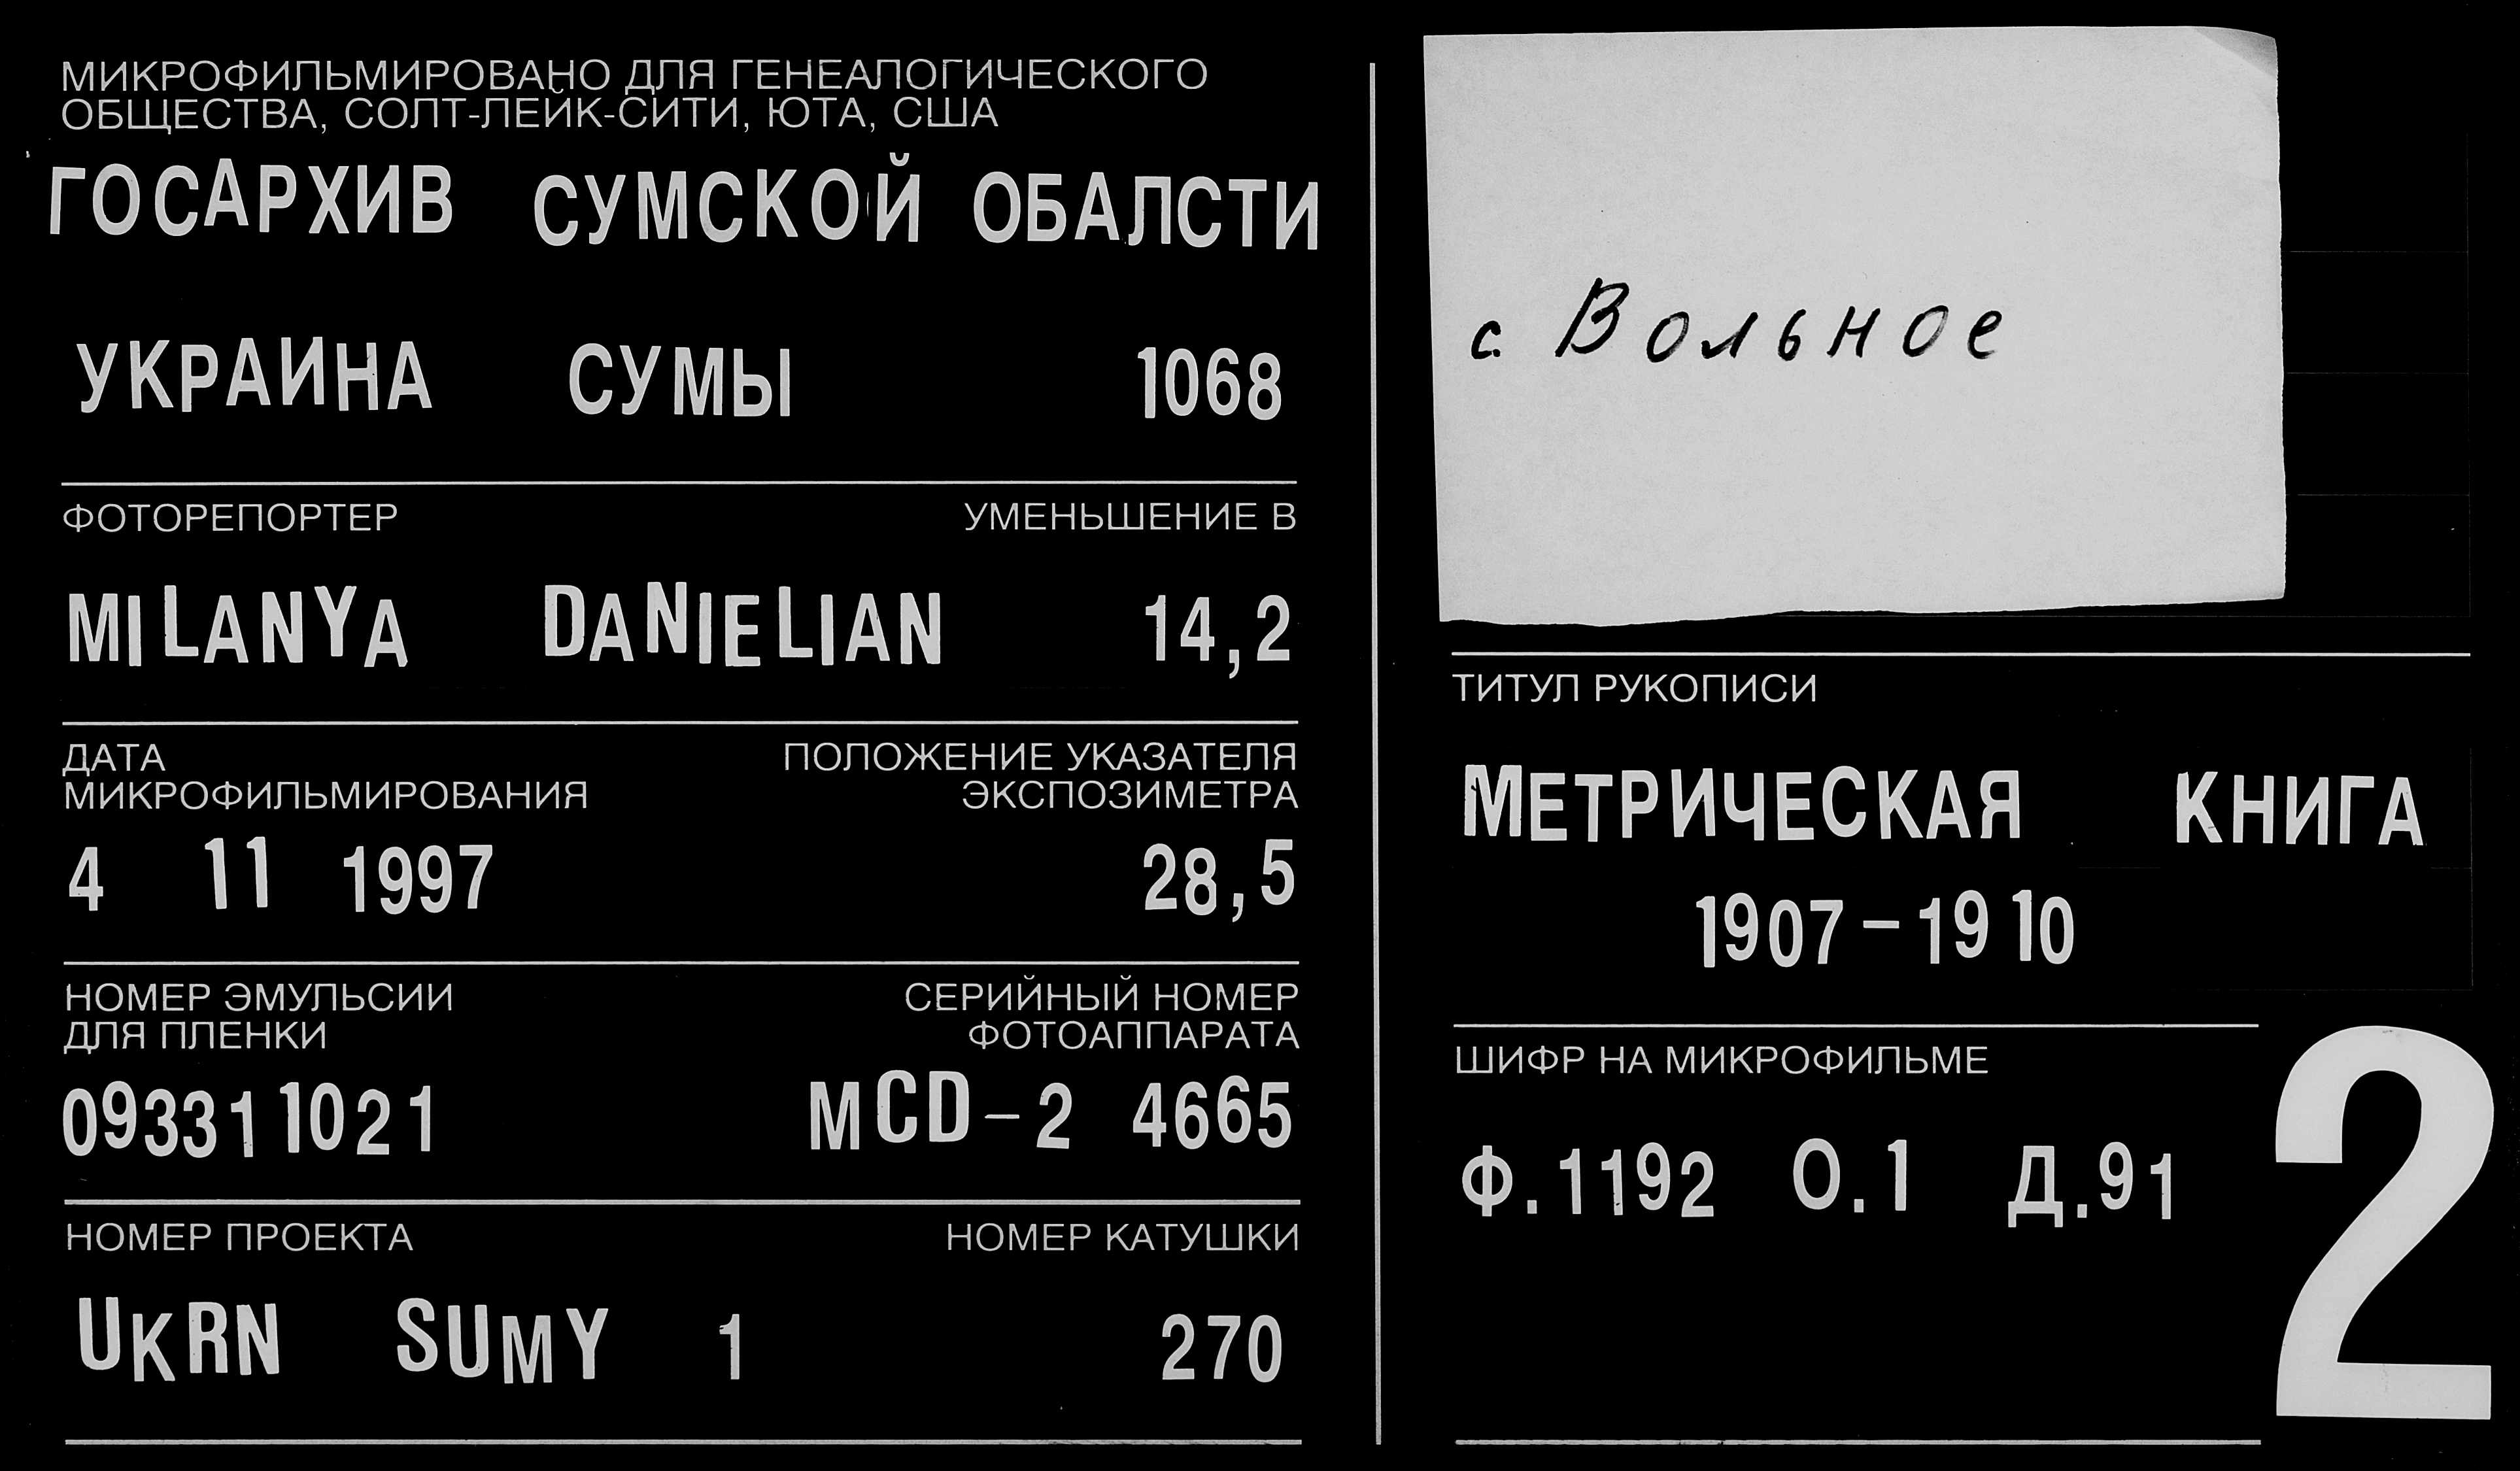 МИКРОФИЛЬМИРОВАНО ДЛЯ ГЕНЕАЛОГИЧЕСКОГО
ОБЩЕСТВА, СОЛТ-ЛЕЙК-СИТИ, ЮТА, США
ГОСАРХИВ СУМСКОЙ ОБАЛСТИ
УКРАИНА СУМЫ 1068
ФОТОРЕПОРТЕР УМЕНЬШЕНИЕ В
MILANYA DANIELIAN 14,2
ДАТА ПОЛОЖЕНИЕ УКАЗАТЕЛЯ
МИКРОФИЛЬМИРОВАНИЯ ЭКСПОЗИМЕТРА
4 11 1997 28,5
НОМЕР ЭМУЛЬСИИ СЕРИЙНЫЙ НОМЕР
ДЛЯ ПЛЕНКИ ФОТОАППАРАТА
093311021 MCD-2 4665
НОМЕР ПРОЕКТА НОМЕР КАТУШКИ
UKRN SUMY 1 270
с. Вольное
ТИТУЛ РУКОПИСИ
МЕТРИЧЕСКАЯ КНИГА
1907-1910
ШИФР НА МИКРОФИЛЬМЕ
Ф.1192 О.1 Д.91
2